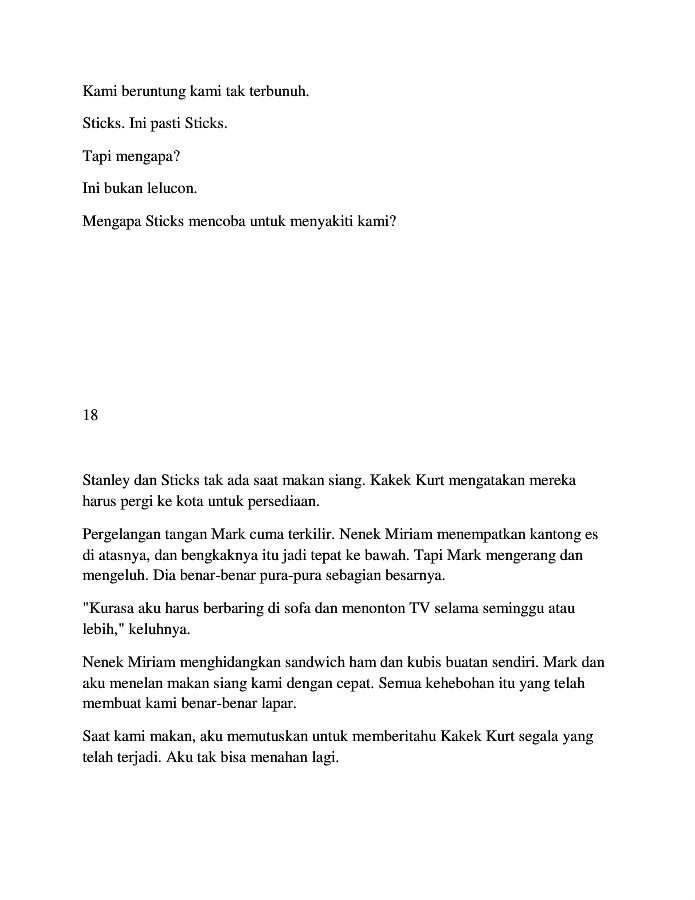 Kami beruntung kami tak terbunuh.
Sticks. Ini pasti Sticks.
Tapi mengapa?
Ini bukan lelucon.
Mengapa Sticks mencoba untuk menyakiti kami?
18
Stanley dan Sticks tak ada saat makan siang. Kakek Kurt mengatakan mereka
harus pergi ke kota untuk persediaan.
Pergelangan tangan Mark cuma terkilir. Nenek Miriam menempatkan kantong es
di atasnya, dan bengkaknya itu jadi tepat ke bawah. Tapi Mark mengerang dan
mengeluh. Dia benar-benar pura-pura sebagian besarnya.
"Kurasa aku harus berbaring di sofa dan menonton TV selama seminggu atau
lebih," keluhnya.
Nenek Miriam menghidangkan sandwich ham dan kubis buatan sendiri. Mark dan
aku menelan makan siang kami dengan cepat. Semua kehebohan itu yang telah
membuat kami benar-benar lapar.
Saat kami makan, aku memutuskan untuk memberitahu Kakek Kurt segala yang
telah terjadi. Aku tak bisa menahan lagi.